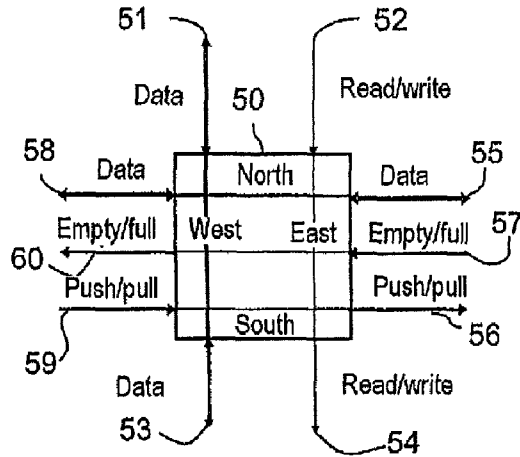 51 52
Data Read/write
50
58 Data North Data 55
Empty/full West East Empty/full 57
60
Push/pull Push/pull
59 South 56
Data Read/write
53 54